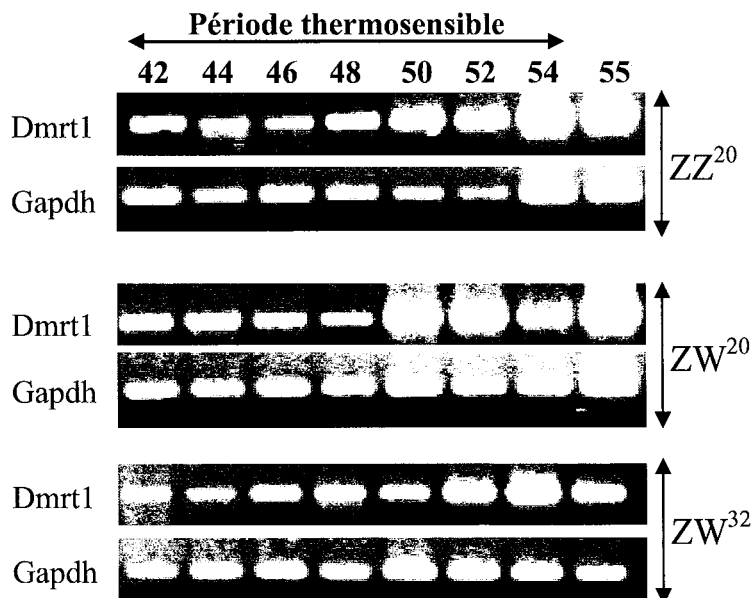 Période thermosensible
42 44 46 48 50 52 54 55
Dmrt1
Gapdh
ZZ20
Dmrt1
Gapdh
ZW20
Dmrt1
Gapdh
ZW32